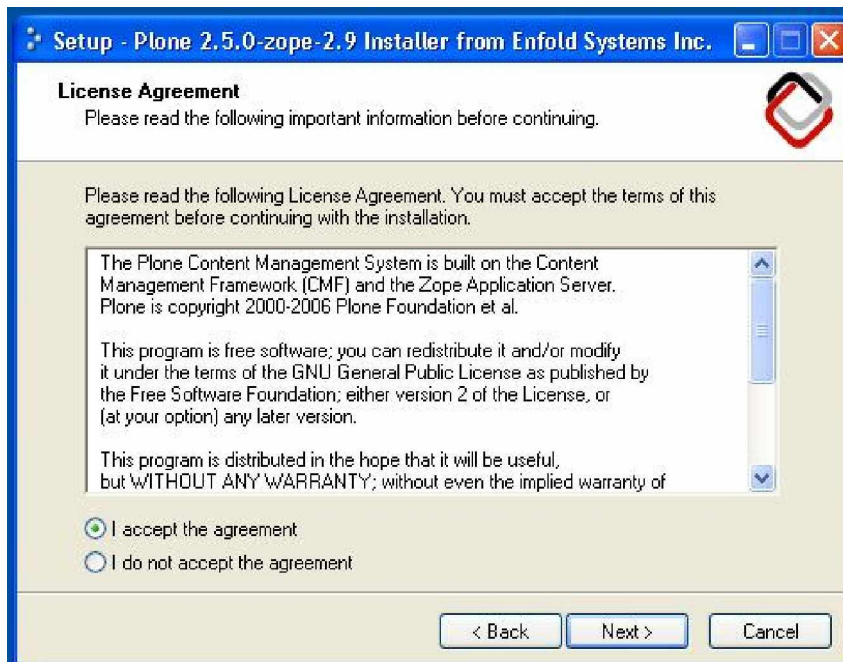 Setup - Plone 2.5.0-zope-2.9 Installer from Enfold Systems Inc.
License Agreement
Please read the following important information before continuing.
Please read the following License Agreement. You must accept the terms of this
agreement before continuing with the installation.
The Plone Content Management System is built on the Content
Management Framework (CMF) and the Zope Application Server.
Plone is copyright 2000-2006 Plone Foundation et al.
This program is free software; you can redistribute it and/or modify
it under the terms of the GNU General Public License as published by
the Free Software Foundation; either version 2 of the License, or
(at your option) any later version.
This program is distributed in the hope that it will be useful,
but WITHOUT ANY WARRANTY; without even the implied warranty of
I accept the agreement
I do not accept the agreement
< Back Next > Cancel